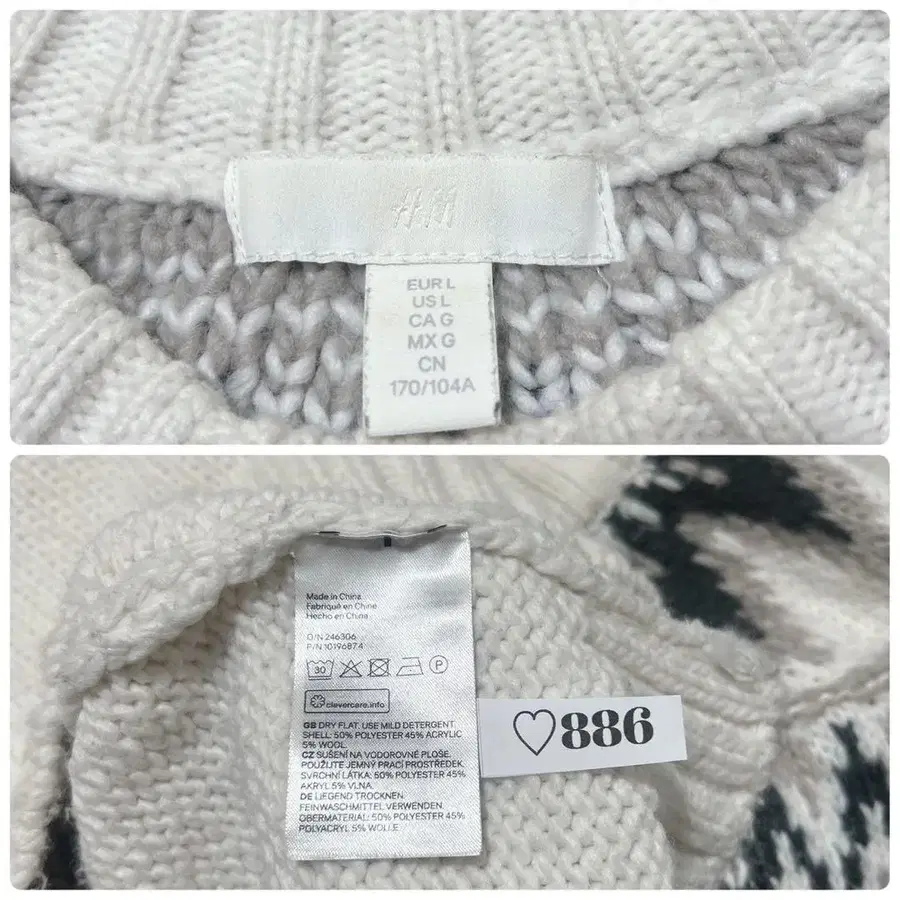 H&M
EUR L
US L
CA G
MX G
CN
170/104A
Made in China
Fabriqué en Chine
Hecho en China
O/N 246306
P/N 1019687.4
30
P
clevercare.info
GB DRY FLAT. USE MILD DETERGENT.
SHELL: 50% POLYESTER 45% ACRYLIC
5% WOOL.
CZ SUŠENÍ NA VODOROVNÉ PLOŠE.
POUŽIJTE JEMNÝ PRACÍ PROSTŘEDEK.
SVRCHNÍ LÁTKA: 50% POLYESTER 45%
AKRYL 5% VLNA.
DE LIEGEND TROCKNEN.
FEINWASCHMITTEL VERWENDEN.
OBERMATERIAL: 50% POLYESTER 45%
POLYACRYL 5% WOLLE
♡886